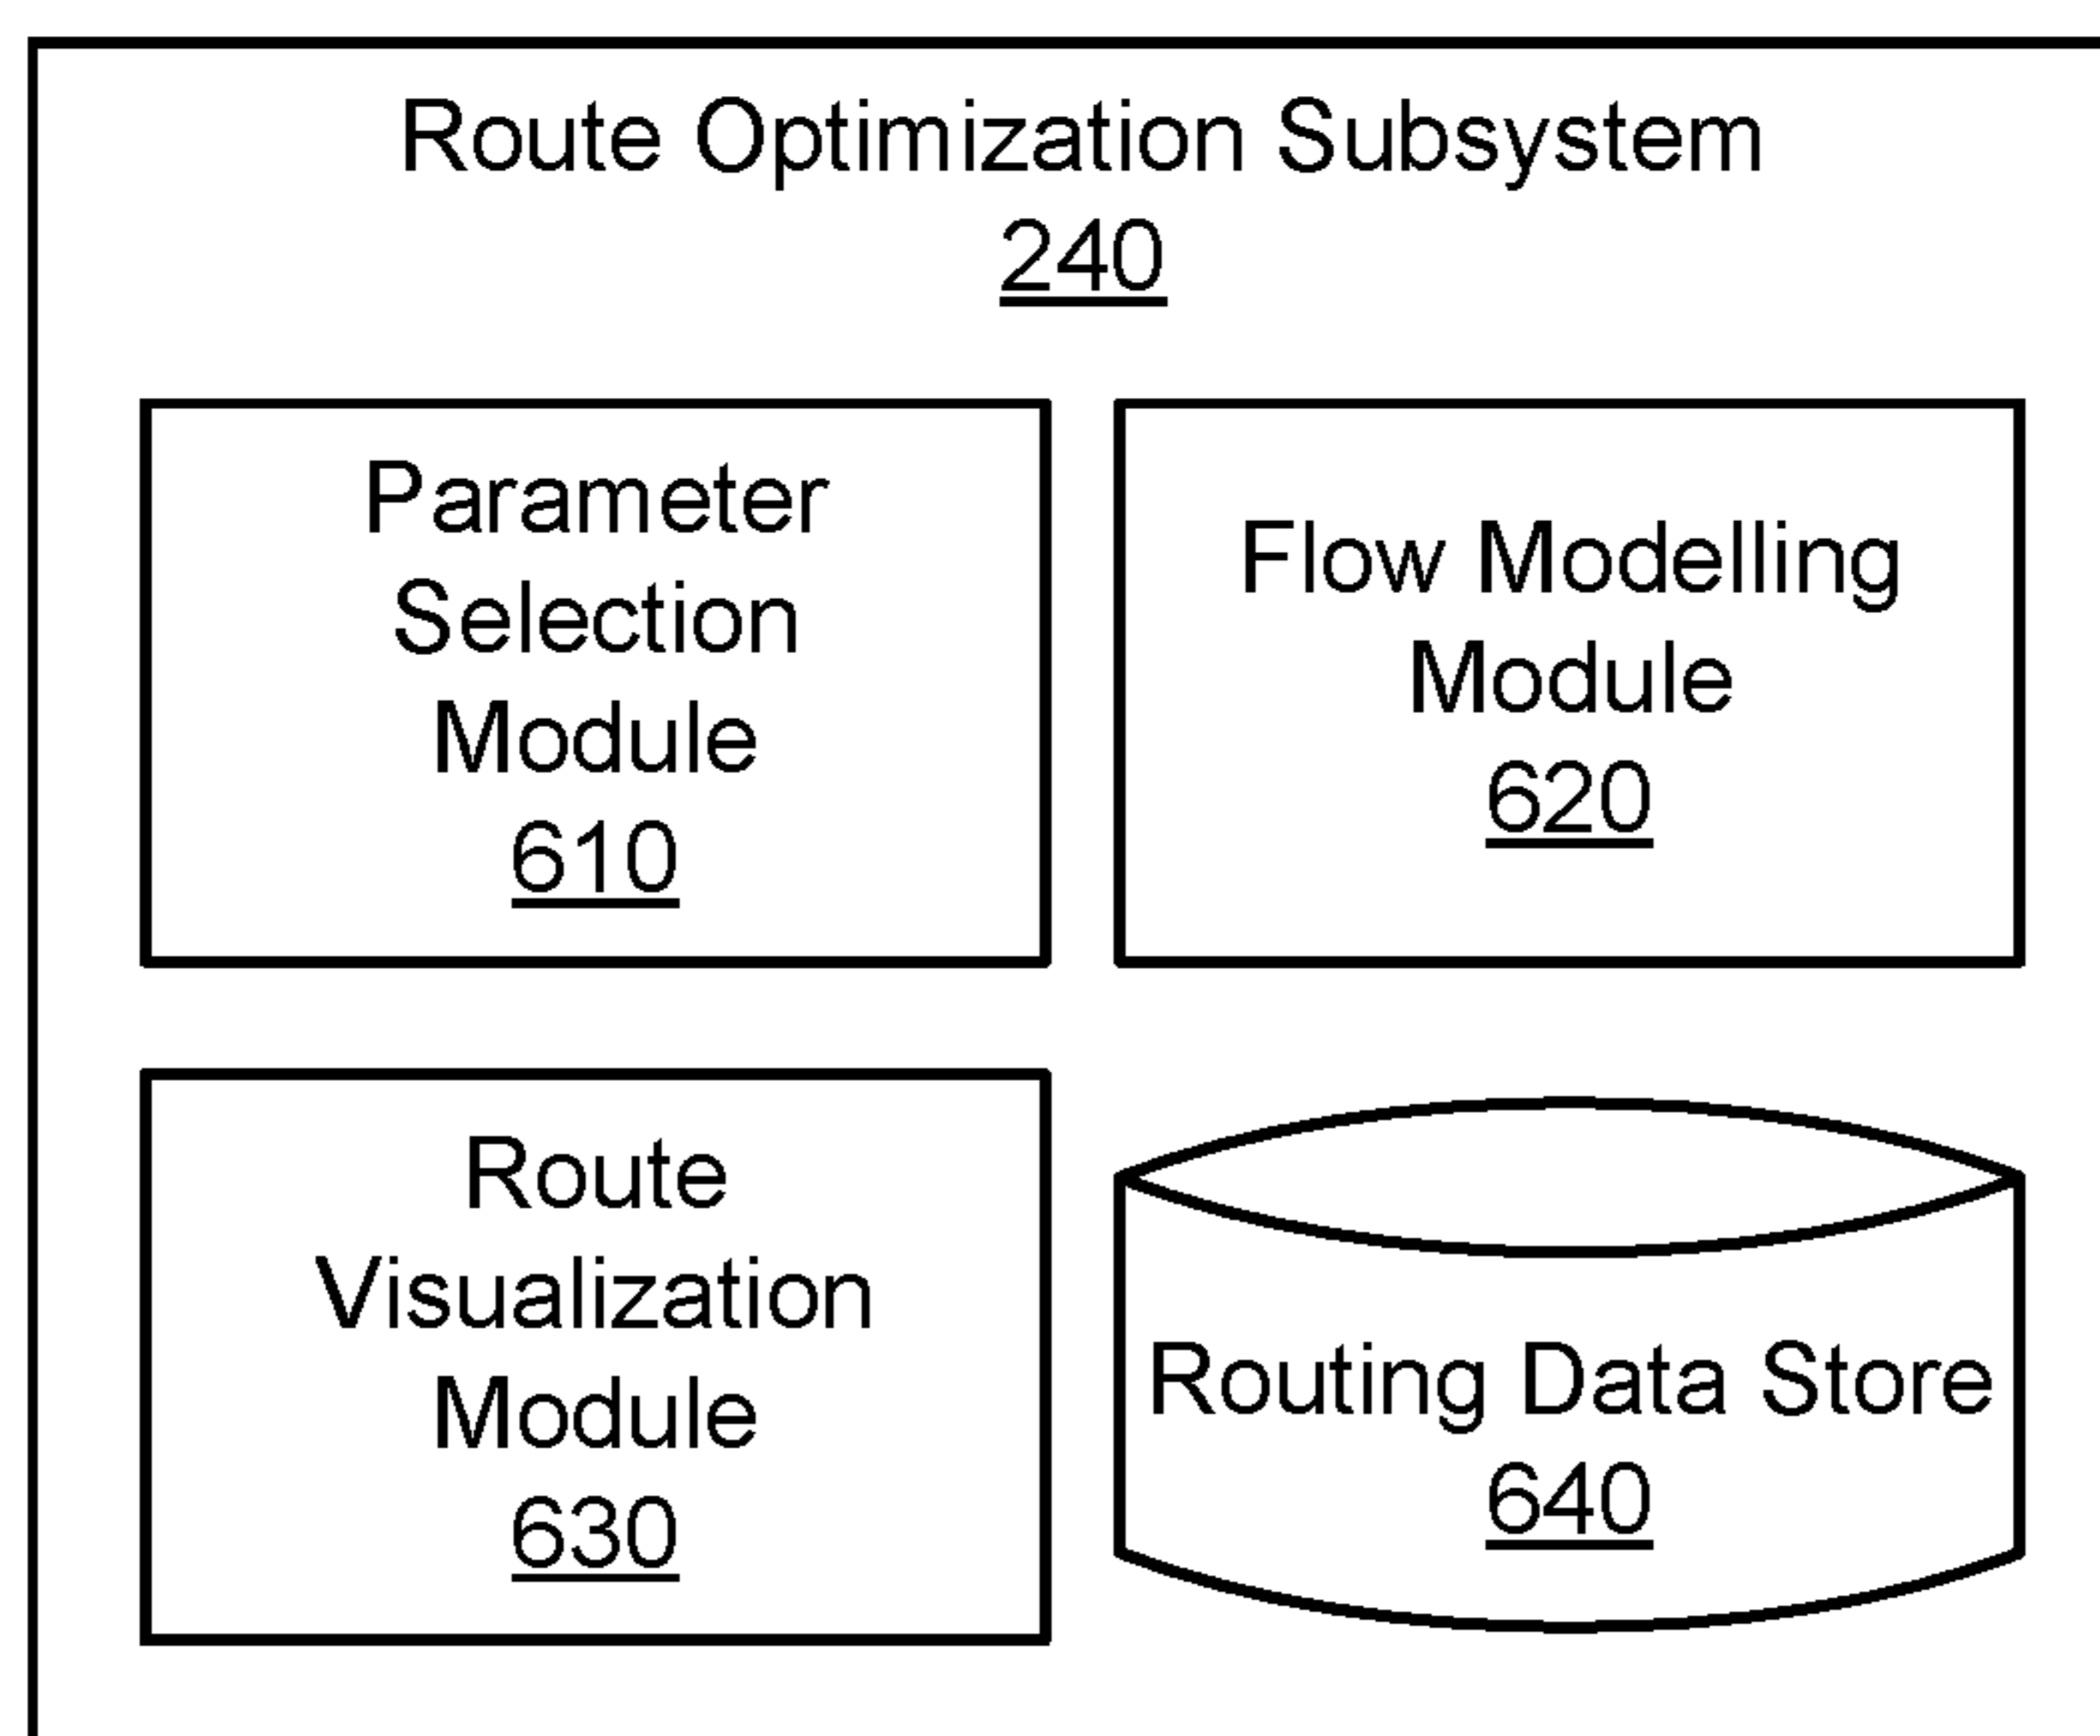 Route Optimization Subsystem
240
Parameter
Selection
Module
610
Flow Modelling
Module
620
Route
Visualization
Module
630
Routing Data Store
640